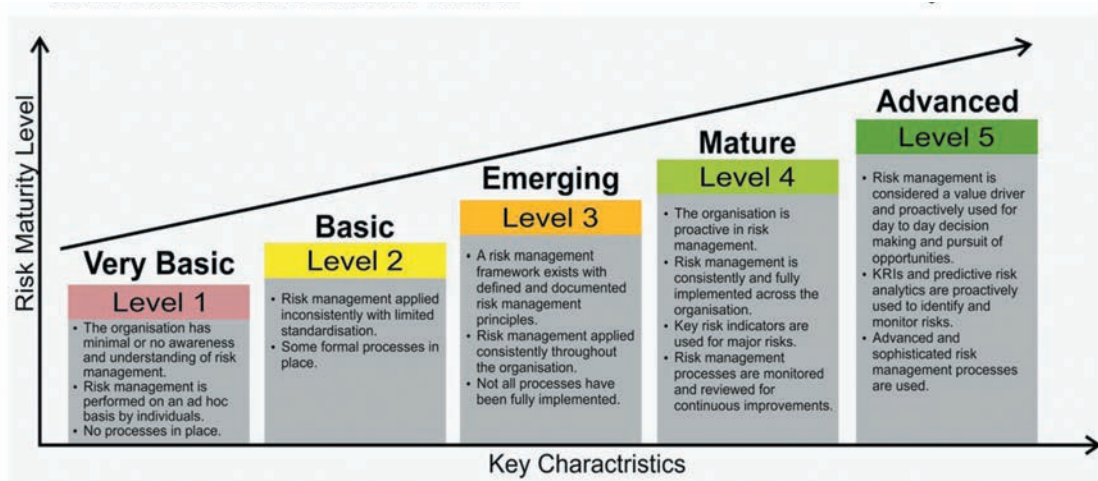 Risk Maturity Level
Very Basic
Level 1
• The organisation has
minimal or no awareness
and understanding of risk
management.
• Risk management is
performed on an ad hoc
basis by individuals.
• No processes in place.
Basic
Level 2
• Risk management applied
inconsistently with limited
standardisation.
• Some formal processes in
place.
Emerging
Level 3
• A risk management
framework exists with
defined and documented
risk management
principles.
• Risk management applied
consistently throughout
the organisation.
• Not all processes have
been fully implemented.
Mature
Level 4
• The organisation is
proactive in risk
management.
• Risk management is
consistently and fully
implemented across the
organisation.
• Key risk indicators are
used for major risks.
• Risk management
processes are monitored
and reviewed for
continuous improvements.
Advanced
Level 5
• Risk management is
considered a value driver
and proactively used for
day to day decision
making and pursuit of
opportunities.
• KRIs and predictive risk
analytics are proactively
used to identify and
monitor risks.
• Advanced and
sophisticated risk
management processes
are used.
Key Characteristics